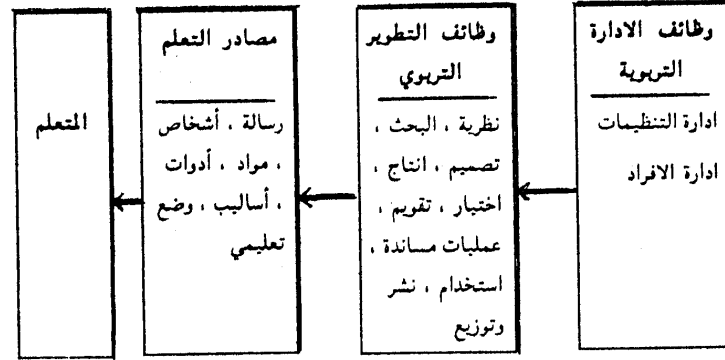 وظائف الادارة
التربوية
ادارة التنظيمات
ادارة الافراد
وظائف التطوير
التربوي
نظرية ، البحث ،
تصميم ، انتاج ،
اختبار ، تقويم ،
عمليات مساندة ،
استخدام ، نشر
وتوزيع
مصادر التعلم
رسالة ، أشخاص
، مواد ، أدوات
، أساليب ، وضع
تعليمي
المتعلم